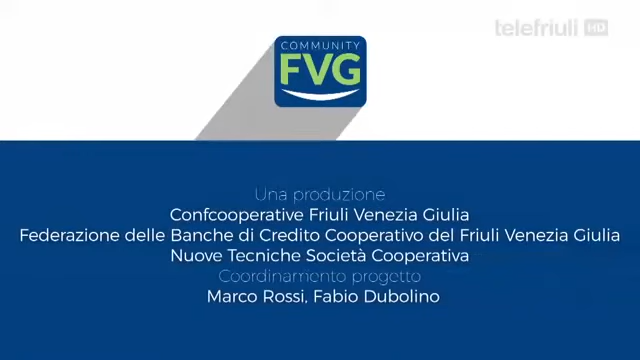 telefriuli HD
COMMUNITY
FVG
Una produzione
Confcooperative Friuli Venezia Giulia
Federazione delle Banche di Credito Cooperativo del Friuli Venezia Giulia
Nuove Tecniche Società Cooperativa
Coordinamento progetto
Marco Rossi, Fabio Dubolino